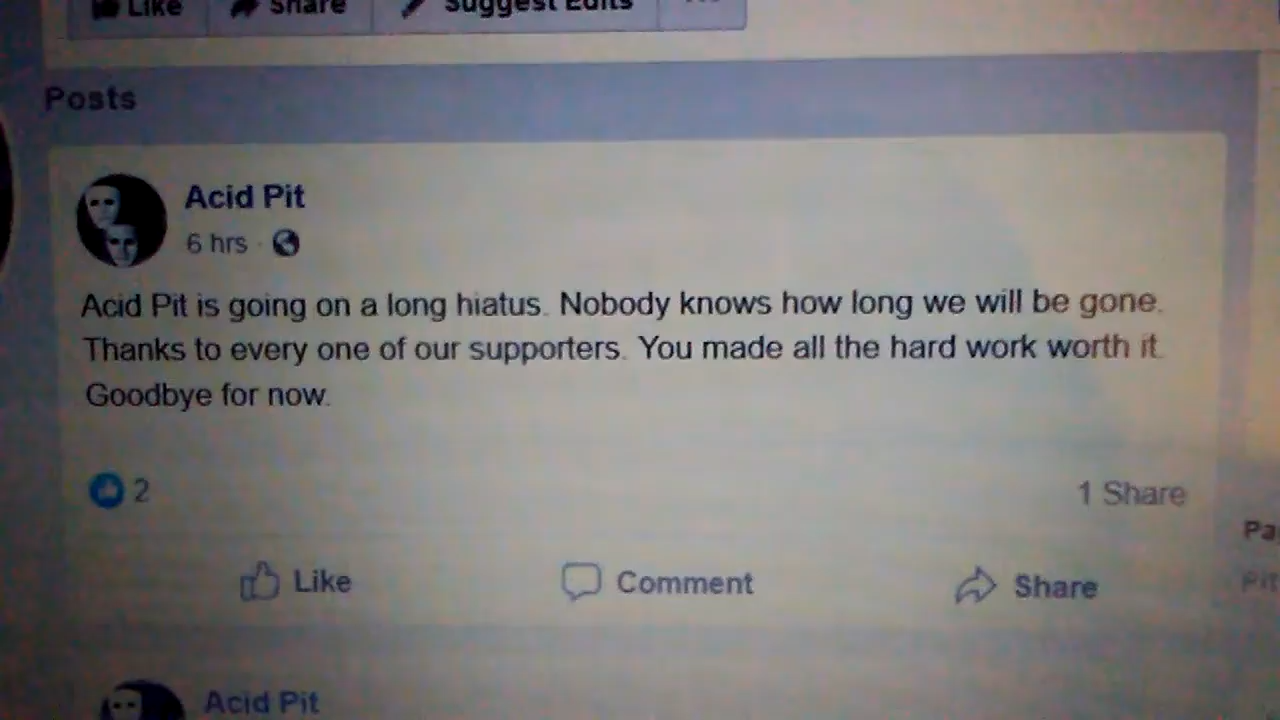 Like Share Suggest Edits
Posts
Acid Pit
6 hrs
Acid Pit is going on a long hiatus. Nobody knows how long we will be gone.
Thanks to every one of our supporters. You made all the hard work worth it.
Goodbye for now.
2 1 Share
Pa
Like Comment Share
Pit
Acid Pit